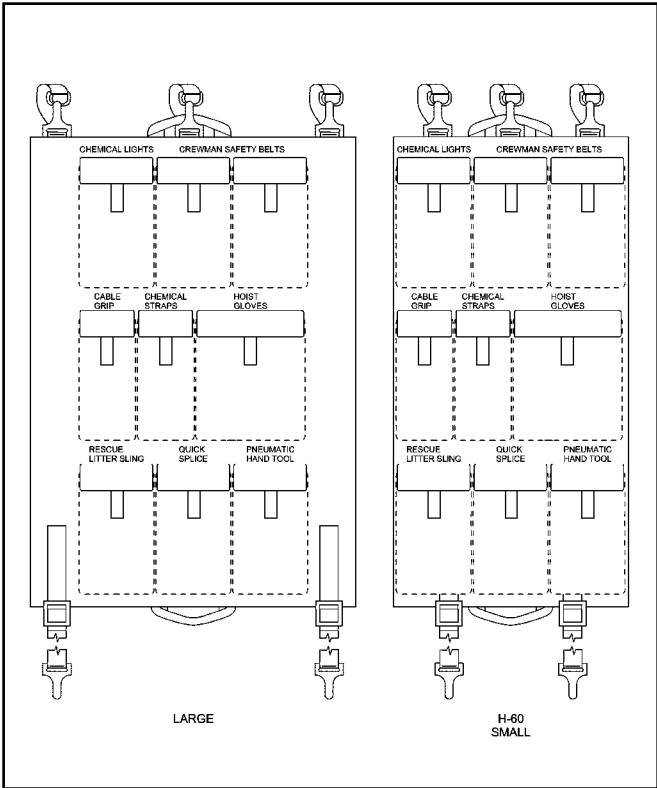 CHEMICAL LIGHTS CREWMAN SAFETY BELTS
CABLE GRIP
CHEMICAL STRAPS
HOIST GLOVES
RESCUE LITTER SLING
QUICK SPLICE
PNEUMATIC HAND TOOL
LARGE
CHEMICAL LIGHTS CREWMAN SAFETY BELTS
CABLE GRIP
CHEMICAL STRAPS
HOIST GLOVES
RESCUE LITTER SLING
QUICK SPLICE
PNEUMATIC HAND TOOL
H-60
SMALL